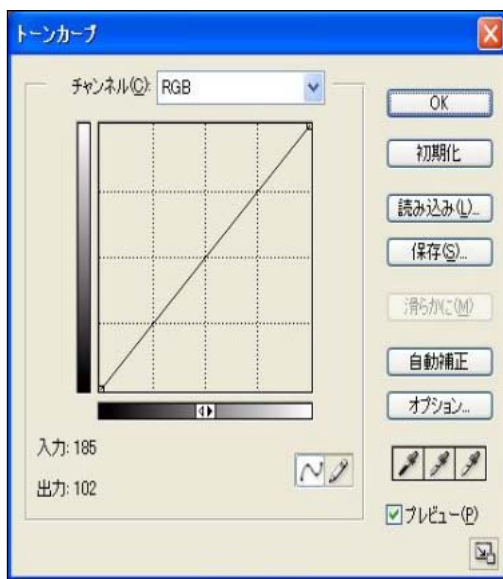 トーンカーブ
チャンネル(C): RGB
OK
初期化
読み込み(L)...
保存(S)...
滑らかに(M)
自動補正
オプション...
入力: 185
出力: 102
プレビュー(P)